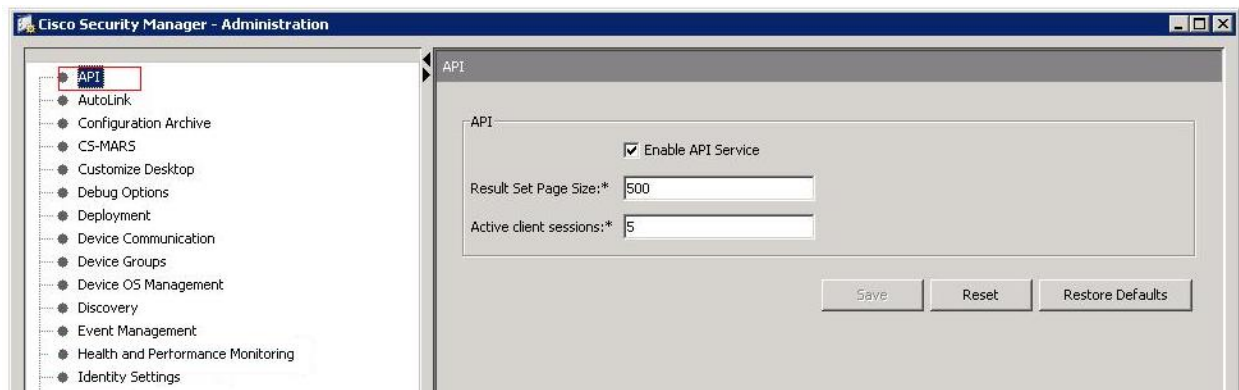 Cisco Security Manager - Administration
API
AutoLink
Configuration Archive
CS-MARS
Customize Desktop
Debug Options
Deployment
Device Communication
Device Groups
Device OS Management
Discovery
Event Management
Health and Performance Monitoring
Identity Settings
API
API
Enable API Service
Result Set Page Size:* 500
Active client sessions:* 5
Save Reset Restore Defaults